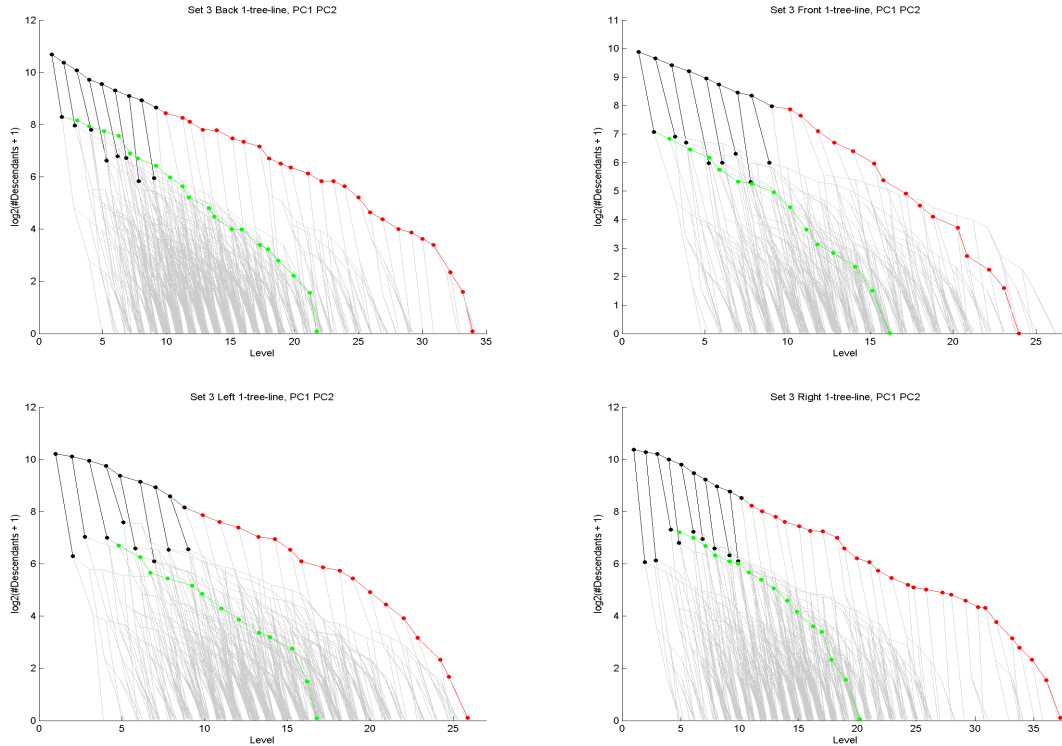 Set 3 Back 1-tree-line, PC1 PC2
12
10
8
6
4
2
0
log2(#Descendants + 1)
0 5 10 15 20 25 30 35
Level
Set 3 Front 1-tree-line, PC1 PC2
11
10
9
8
7
6
5
4
3
2
1
0
log2(#Descendants + 1)
0 5 10 15 20 25
Level
Set 3 Left 1-tree-line, PC1 PC2
12
10
8
6
4
2
0
log2(#Descendants + 1)
5 10 15 20 25
Level
Set 3 Right 1-tree-line, PC1 PC2
12
10
8
6
4
2
0
log2(#Descendants + 1)
0 5 10 15 20 25 30 35
Level